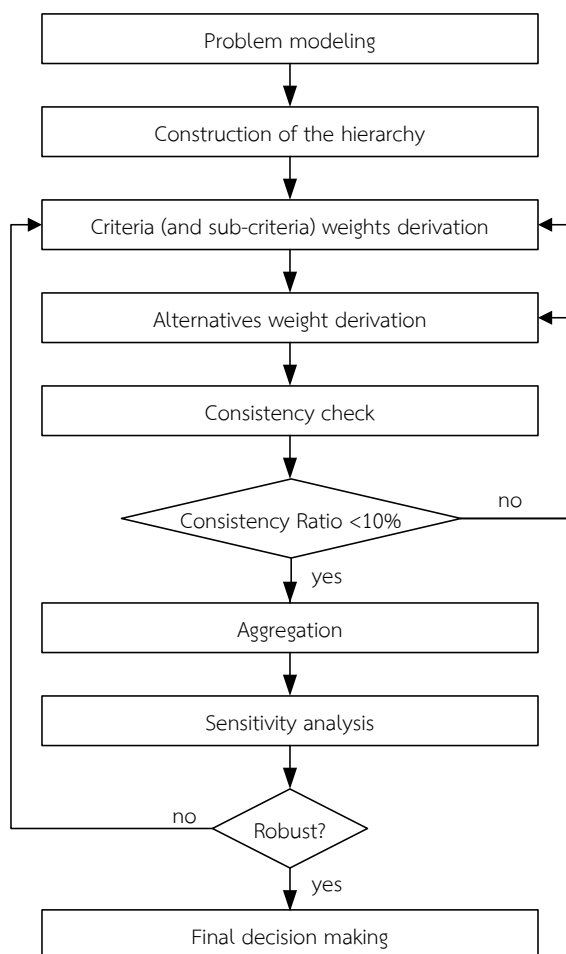 Problem modeling
Construction of the hierarchy
Criteria (and sub-criteria) weights derivation
Alternatives weight derivation
Consistency check
Consistency Ratio <10%
no
yes
Aggregation
Sensitivity analysis
no
Robust?
yes
Final decision making